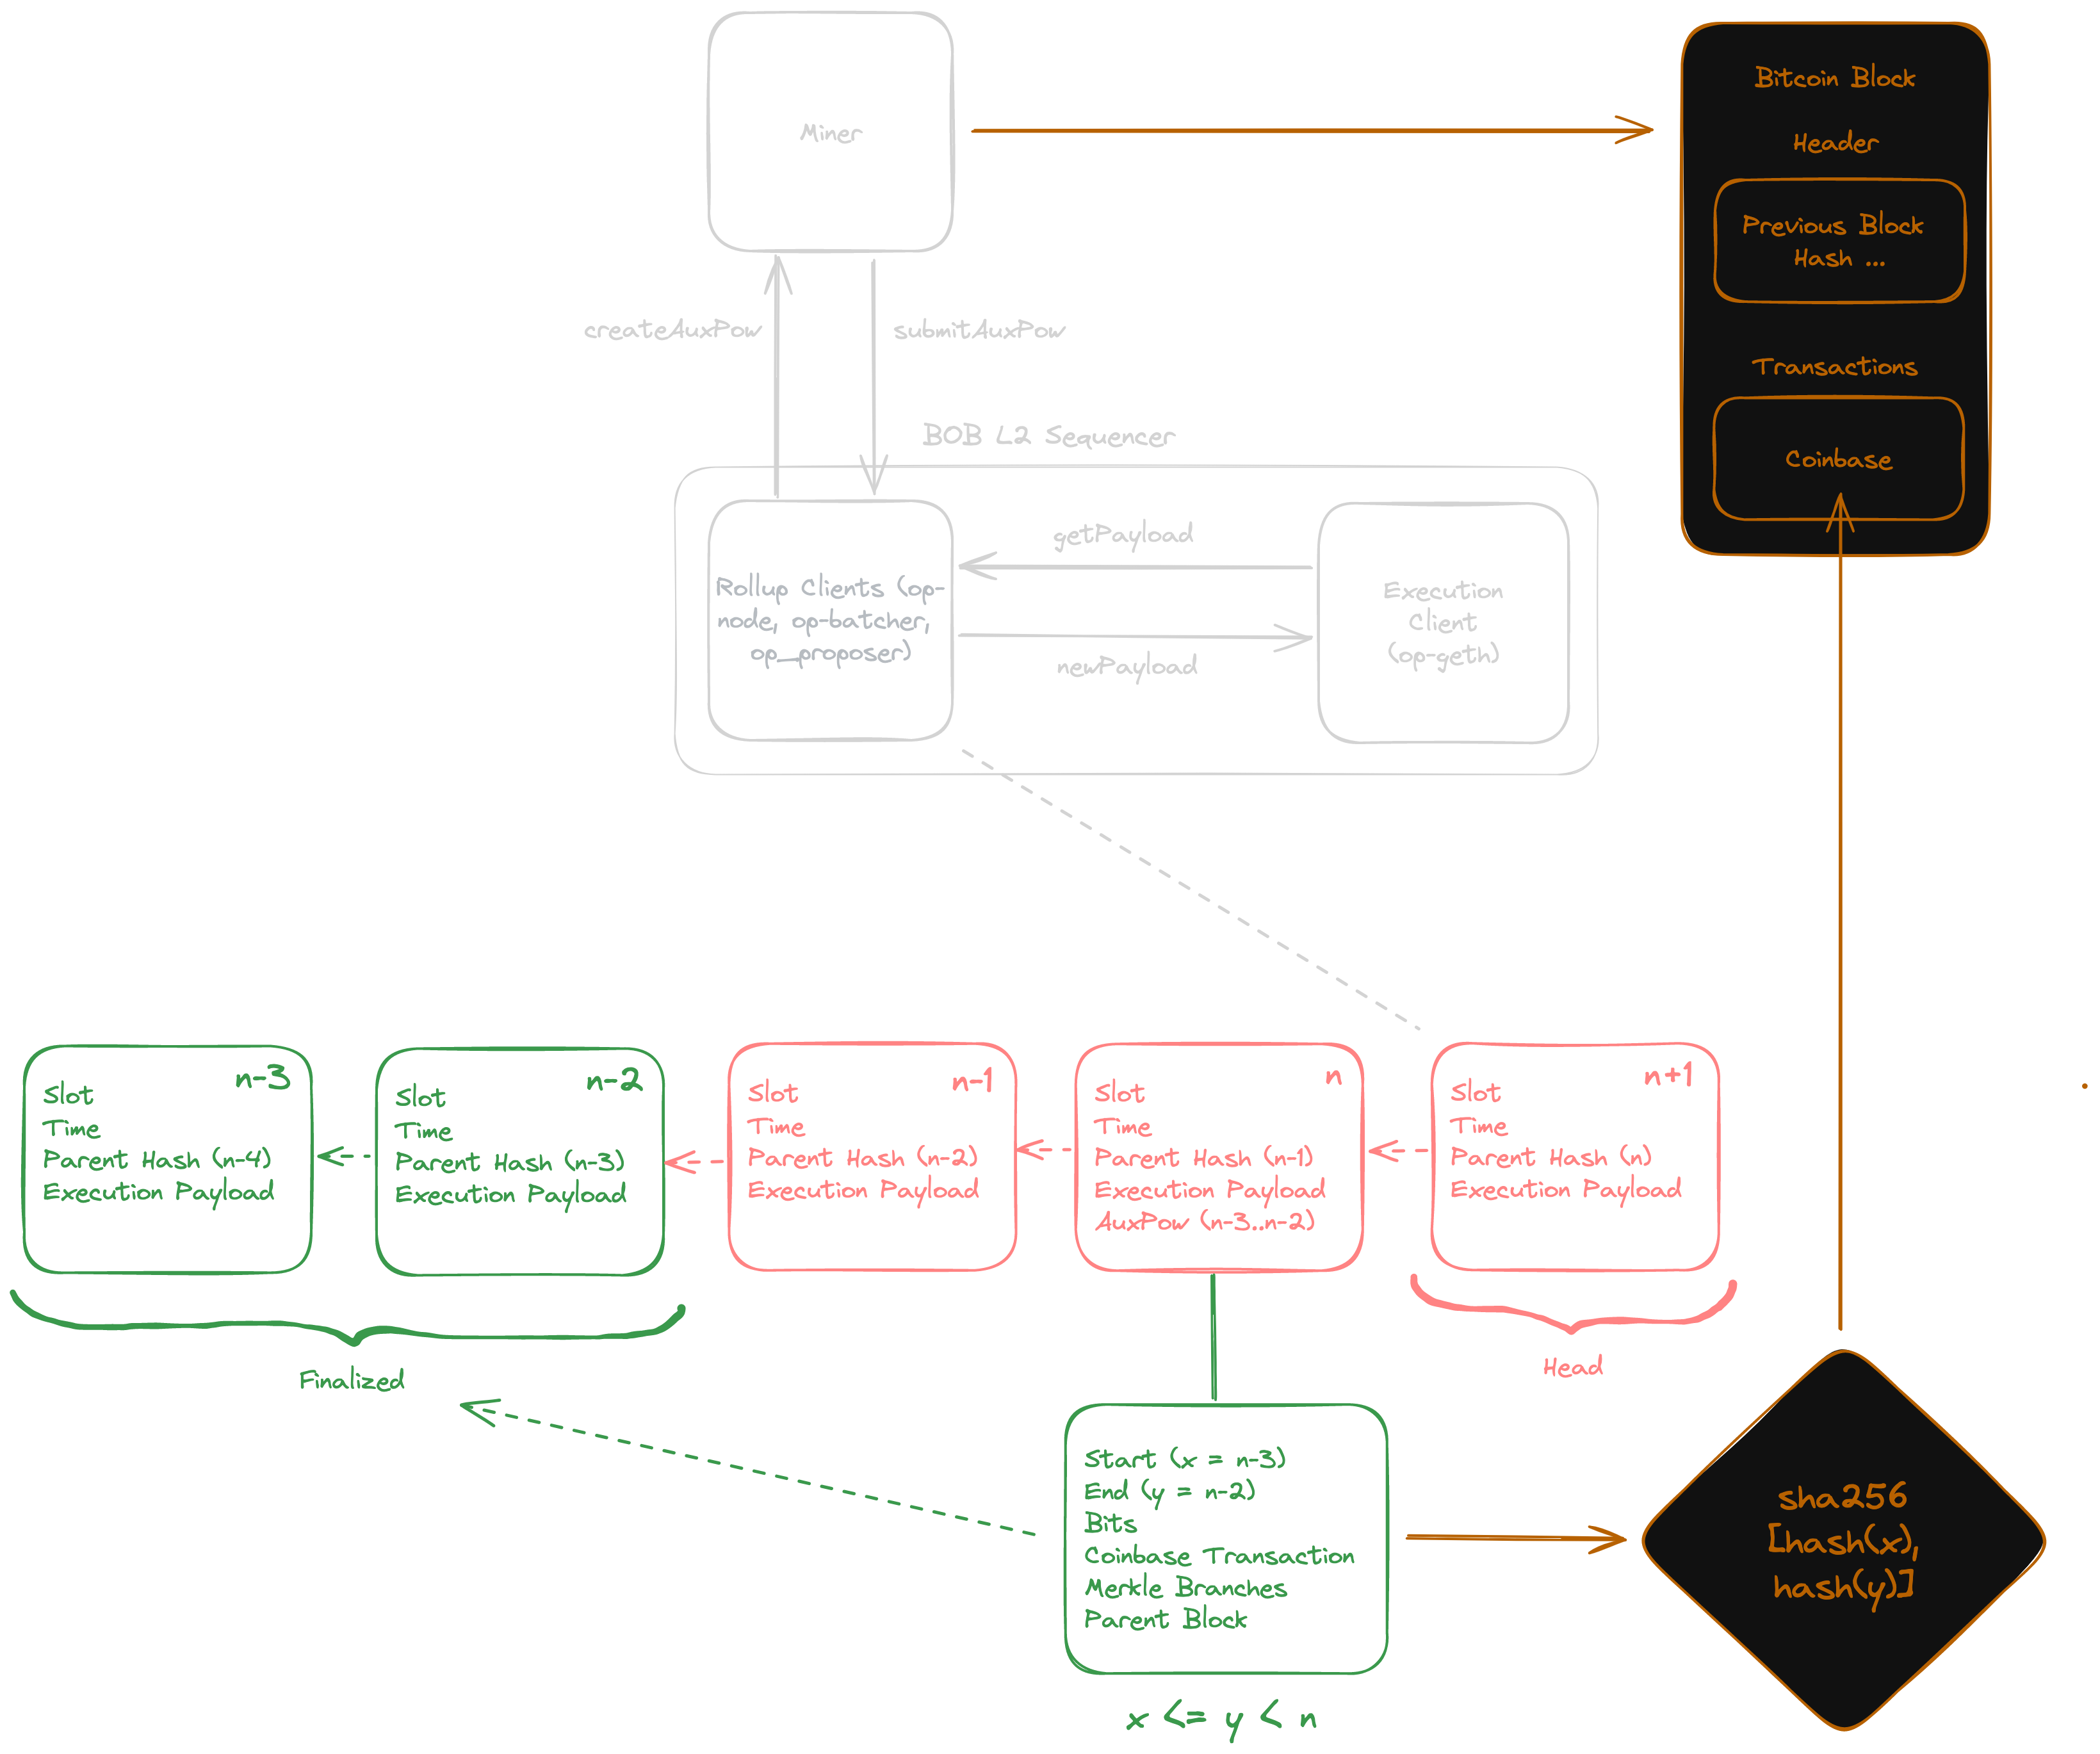 Miner
Bitcoin Block
Header
Previous Block
Hash ...
Transactions
Coinbase
createAuxPow
submitAuxPow
BOB L2 Sequencer
Rollup Clients (op-
node, op-batcher,
op_proposer)
getPayload
newPayload
Execution
Client
(op-geth)
n-3
Slot
Time
Parent Hash (n-4)
Execution Payload
n-2
Slot
Time
Parent Hash (n-3)
Execution Payload
n-1
Slot
Time
Parent Hash (n-2)
Execution Payload
n
Slot
Time
Parent Hash (n-1)
Execution Payload
AuxPow (n-3..n-2)
n+1
Slot
Time
Parent Hash (n)
Execution Payload
Finalized
Head
Start (x = n-3)
End (y = n-2)
Bits
Coinbase Transaction
Merkle Branches
Parent Block
x <= y < n
sha256
[hash(x),
hash(y)]